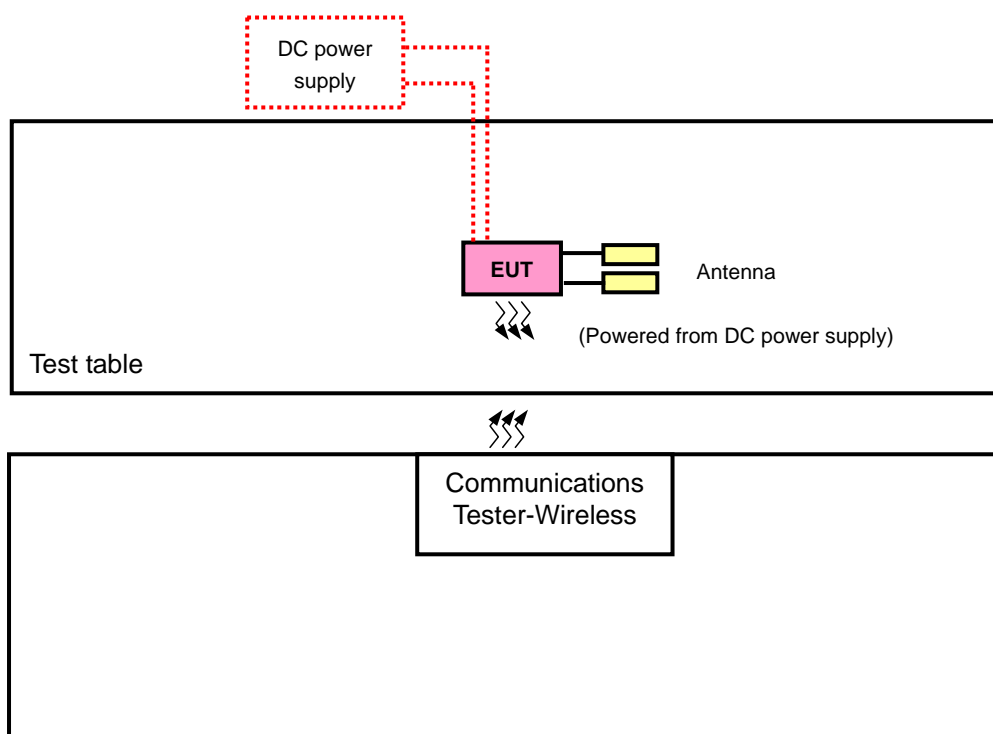 DC power
supply
EUT
Antenna
(Powered from DC power supply)
Test table
Communications
Tester-Wireless